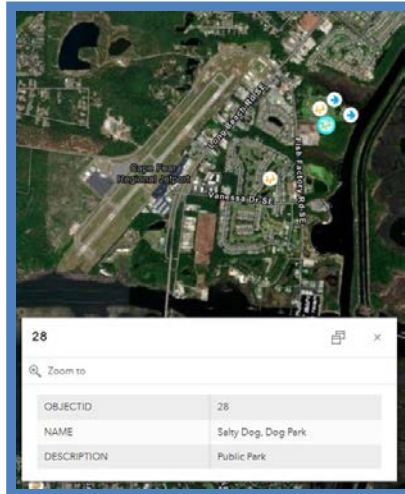 Long Beach Rd SE
Cape Fear
Regional Jetport
Fish Factory Rd SE
Vanessa Dr SE
28
Zoom to
OBJECTID 28
NAME Salty Dog, Dog Park
DESCRIPTION Public Park